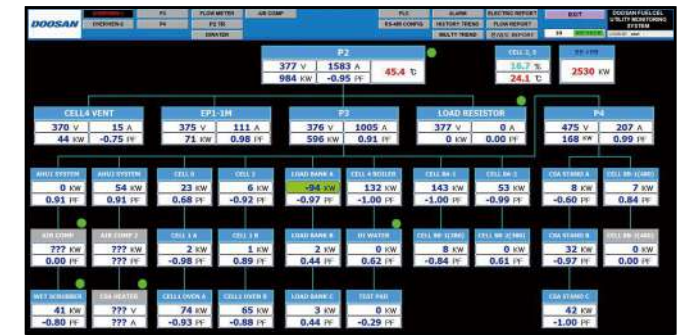 DOOSAN
OVERVIEW-2
P3
P4
FLOW METER
P2 TR
IGNATER
AIR COMP
PLC
RS-485 CONFIG
ALARM
HISTORY TREND
MULTY TREND
ELECTRIC REPORT
FLOW REPORT
EXIT
DOOSAN FUELCEL
UTILITY MONITORING
SYSTEM
P2
377 V 1583 A
984 KW -0.95 PF
45.4 ℃
CELL 2, 3
16.7 %
24.1 ℃
2530 KW
CELL4 VENT
370 V 15 A
44 KW -0.75 PF
EP1-1M
375 V 111 A
71 KW 0.98 PF
P3
376 V 1005 A
596 KW 0.91 PF
LOAD RESISTOR
377 V 0 A
0 KW 0.00 PF
P4
475 V 207 A
168 KW 0.99 PF
AHU1 SYSTEM
0 KW
0.91 PF
AHU2 SYSTEM
54 KW
0.91 PF
23 KW
0.68 PF
6 KW
-0.92 PF
LOAD BANK A
-94 KW
-0.97 PF
CELL 4 BOILER
132 KW
-1.00 PF
CELL B4-1
143 KW
-1.00 PF
53 KW
-0.99 PF
CSA STAND A
8 KW
-0.60 PF
CELL BB-1(480)
7 KW
0.84 PF
AIR COMP
??? KW
0.00 PF
AIR COMP 2
??? KW
??? PF
CELL 1 A
2 KW
-0.98 PF
CELL 1 B
1 KW
0.89 PF
LOAD BANK B
2 KW
0.44 PF
DI WATER
0 KW
0.62 PF
8 KW
-0.84 PF
0 KW
0.61 PF
CSA STAND B
32 KW
-0.97 PF
0 KW
0.00 PF
WET SCRUBBER
41 KW
-0.80 PF
CSA HEATER
??? V
??? A
CELL1 OVEN A
74 KW
-0.93 PF
CELL1 OVEN B
65 KW
-0.88 PF
LOAD BANK C
3 KW
0.44 PF
TEST PAD
0 KW
-0.29 PF
CSA STAND C
42 KW
-1.00 PF